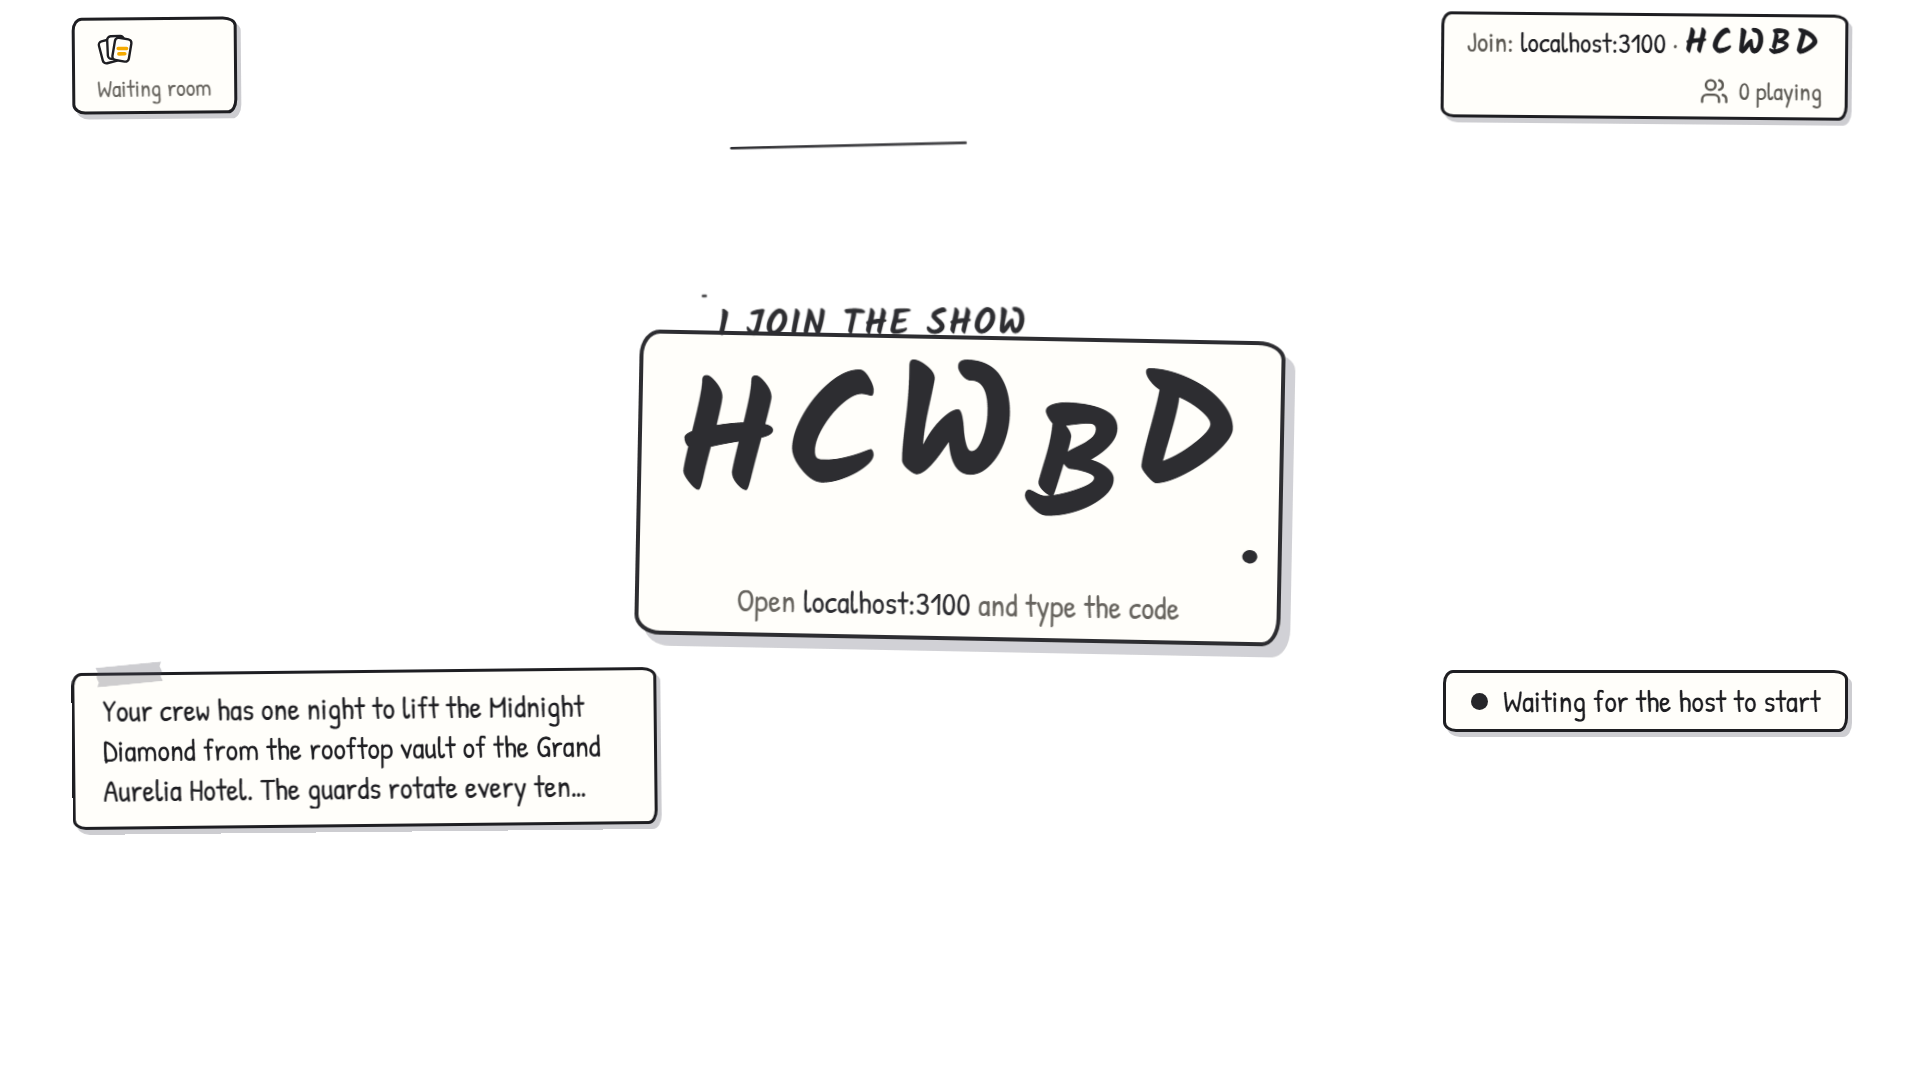 Waiting room
Join: localhost:3100 · HCWBD
0 playing
JOIN THE SHOW
HCWBD
Open localhost:3100 and type the code
Your crew has one night to lift the Midnight
Diamond from the rooftop vault of the Grand
Aurelia Hotel. The guards rotate every ten...
Waiting for the host to start